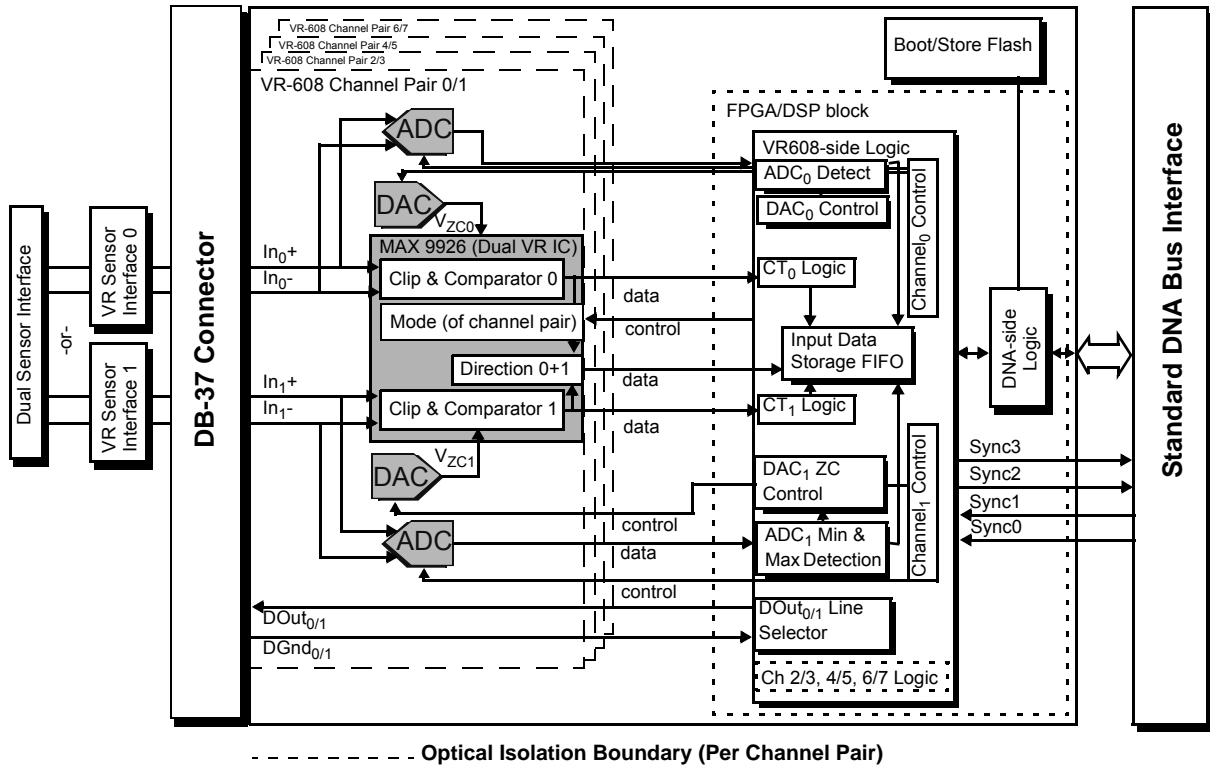 VR-608 Channel Pair 6/7
VR-608 Channel Pair 4/5
VR-608 Channel Pair 2/3
VR-608 Channel Pair 0/1
Boot/Store Flash
FPGA/DSP block
ADC
VR608-side Logic
ADC0 Detect
DAC0 Control
Channel0 Control
DAC
VZC0
MAX 9926 (Dual VR IC)
Dual Sensor Interface
-or-
VR Sensor
Interface 0
VR Sensor
Interface 1
DB-37 Connector
In0+
In0-
Clip & Comparator 0
data
CT0 Logic
Mode (of channel pair)
control
Input Data
Storage FIFO
Direction 0+1
data
DNA-side
Logic
Standard DNA Bus Interface
In1+
In1-
Clip & Comparator 1
data
CT1 Logic
VZC1
DAC
DAC1 ZC
Control
Channel1 Control
Sync3
Sync2
Sync1
Sync0
control
ADC
data
ADC1 Min &
Max Detection
control
DOut0/1
DGnd0/1
DOut0/1 Line
Selector
Ch 2/3, 4/5, 6/7 Logic
Optical Isolation Boundary (Per Channel Pair)